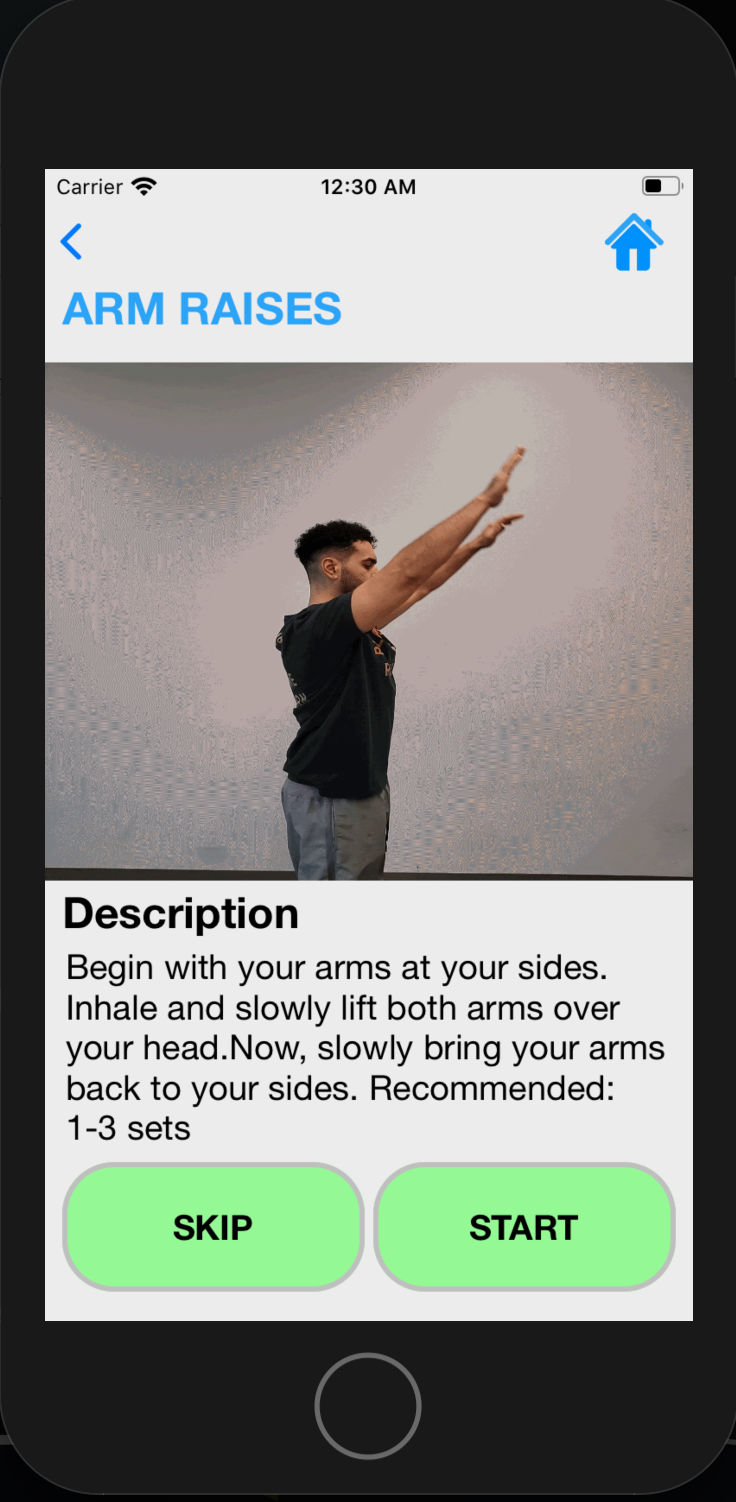 Carrier 12:30 AM
ARM RAISES
Description
Begin with your arms at your sides.
Inhale and slowly lift both arms over
your head.Now, slowly bring your arms
back to your sides. Recommended:
1-3 sets
SKIP START